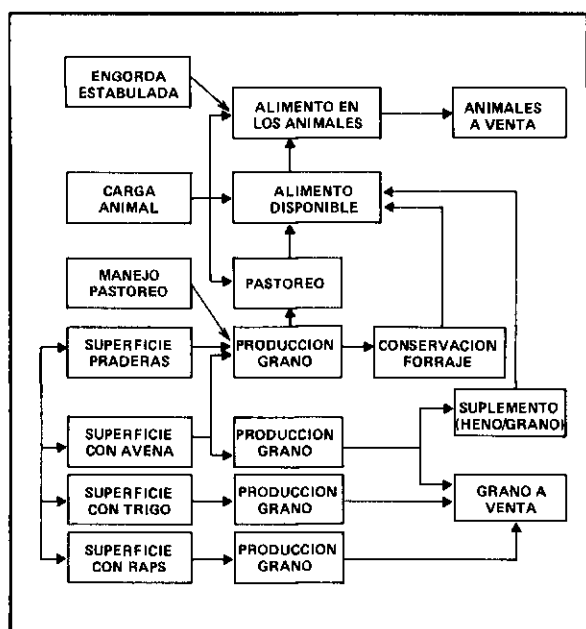 ENGORDA
ESTABULADA
ALIMENTO EN
LOS ANIMALES
ANIMALES
A VENTA
CARGA
ANIMAL
ALIMENTO
DISPONIBLE
MANEJO
PASTOREO
PASTOREO
SUPERFICIE
PRADERAS
PRODUCCION
GRANO
CONSERVACION
FORRAJE
SUPERFICIE
CON AVENA
PRODUCCION
GRANO
SUPLEMENTO
(HENO/GRANO)
SUPERFICIE
CON TRIGO
PRODUCCION
GRANO
GRANO A
VENTA
SUPERFICIE
CON RAPS
PRODUCCION
GRANO